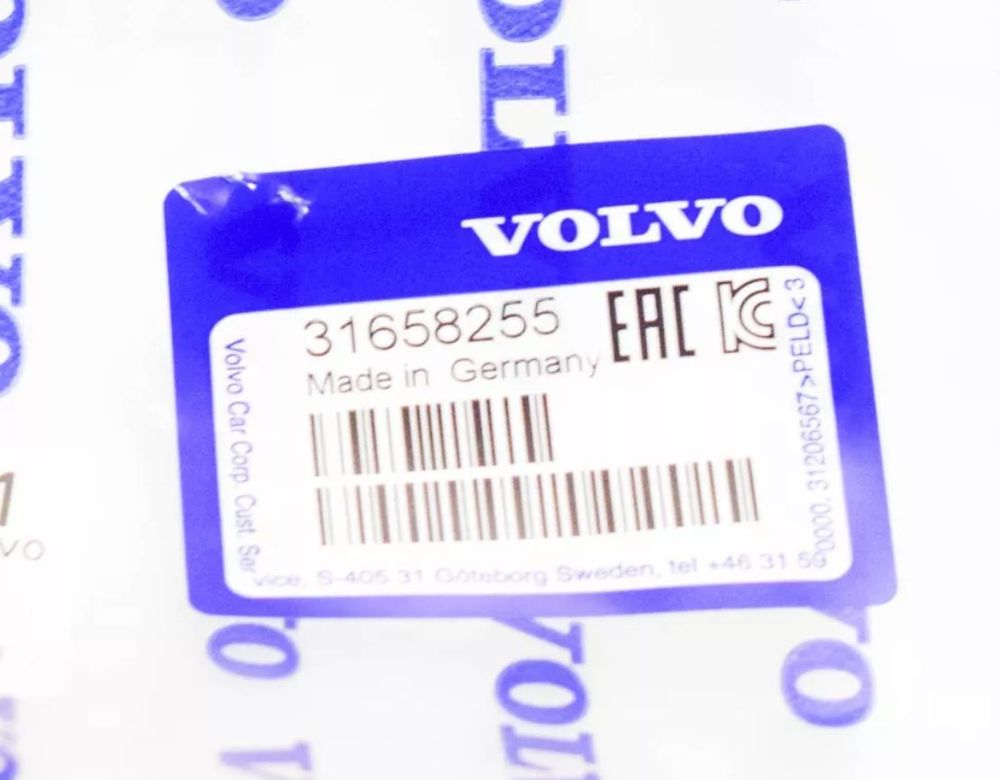 VOLVO
31658255
EAC
KC
Made in Germany
Volvo Car Corp. Cust. Ser
vice, S-405 31 Göteborg Sweden, tel +46 31 59
0000, 31206567 >PELD< 3